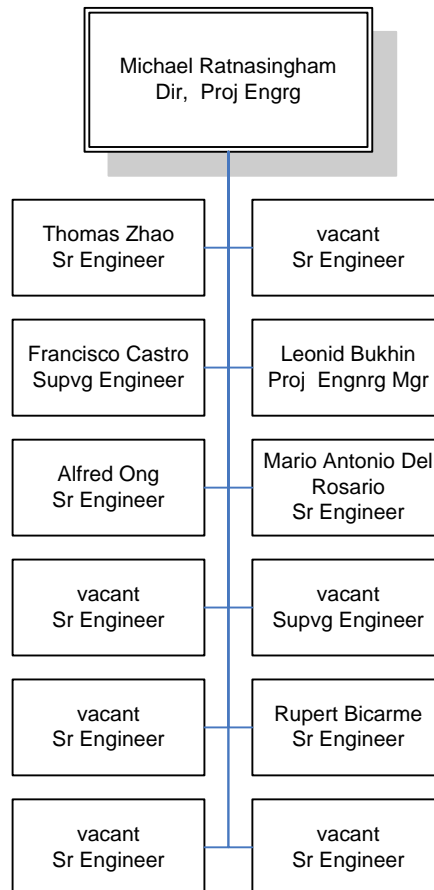 Michael Ratnasingham
Dir, Proj Engrg
Thomas Zhao
Sr Engineer
vacant
Sr Engineer
Francisco Castro
Supvg Engineer
Leonid Bukhin
Proj Engnrg Mgr
Alfred Ong
Sr Engineer
Mario Antonio Del
Rosario
Sr Engineer
vacant
Sr Engineer
vacant
Supvg Engineer
vacant
Sr Engineer
Rupert Bicarme
Sr Engineer
vacant
Sr Engineer
vacant
Sr Engineer